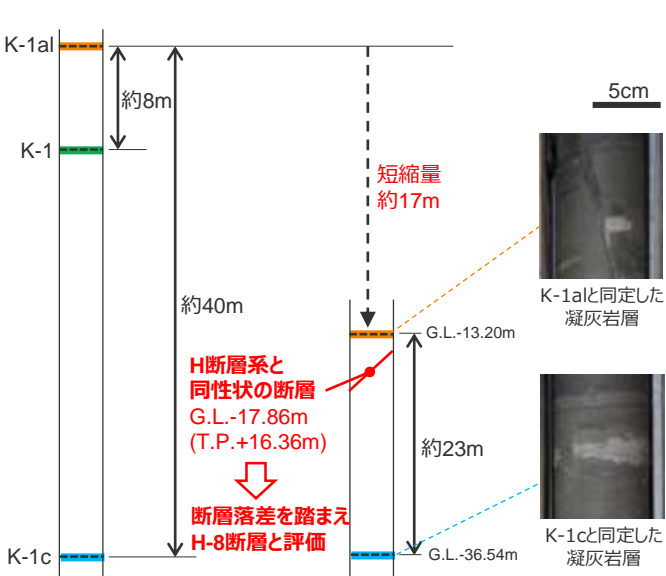 K-1al
約8m
K-1
短縮量
約17m
5cm
K-1alと同定した
凝灰岩層
約40m
G.L.-13.20m
H断層系と
同性状の断層
G.L.-17.86m
(T.P.+16.36m)
約23m
断層落差を踏まえ
H-8断層と評価
K-1c
G.L.-36.54m
K-1cと同定した
凝灰岩層